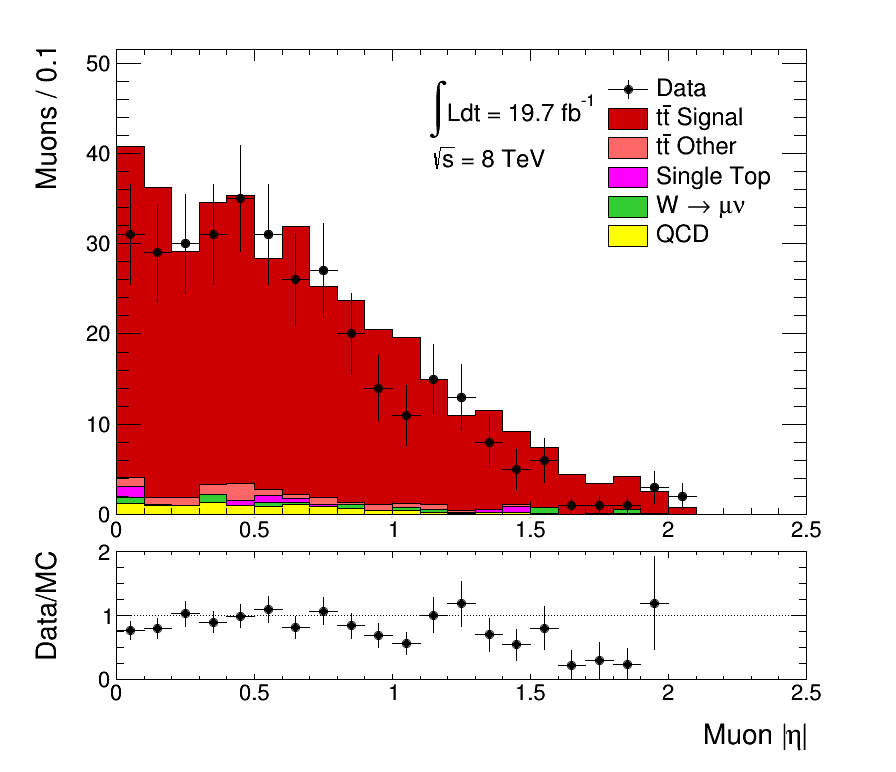 Muons / 0.1
50
40
30
20
10
0
∫Ldt = 19.7 fb⁻¹
√s = 8 TeV
Data
tt̄ Signal
tt̄ Other
Single Top
W → μν
QCD
0 0.5 1 1.5 2 2.5
Data/MC
2
1
0
0 0.5 1 1.5 2 2.5
Muon |η|